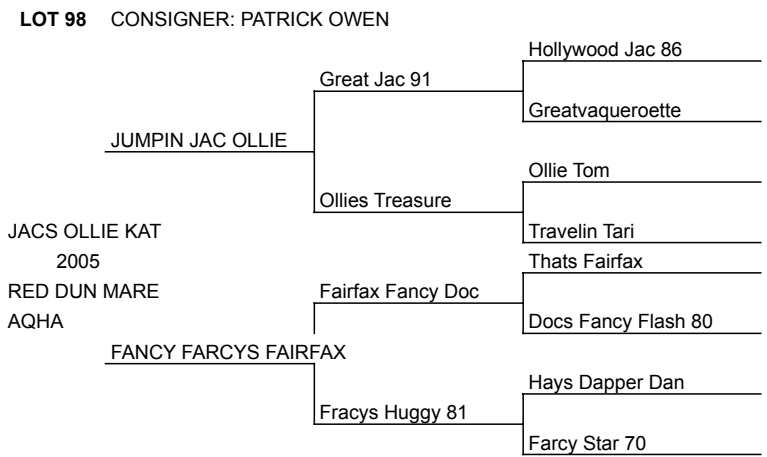 LOT 98 CONSIGNER: PATRICK OWEN
Hollywood Jac 86
Great Jac 91
Greatvaqueroette
JUMPIN JAC OLLIE
Ollie Tom
Ollies Treasure
Travelin Tari
JACS OLLIE KAT
2005
RED DUN MARE
AQHA
Thats Fairfax
Fairfax Fancy Doc
Docs Fancy Flash 80
FANCY FARCYS FAIRFAX
Hays Dapper Dan
Fracys Huggy 81
Farcy Star 70